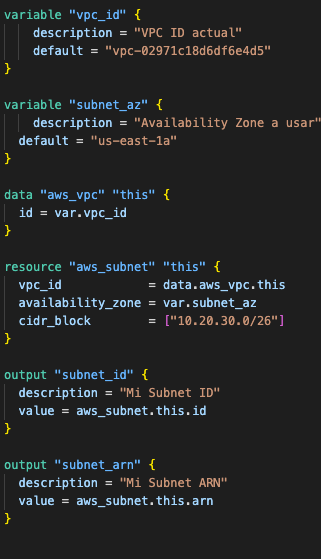 variable "vpc_id" {
    description = "VPC ID actual"
    default = "vpc-02971c18d6df6e4d5"
}

variable "subnet_az" {
    description = "Availability Zone a usar"
  default = "us-east-1a"
}

data "aws_vpc" "this" {
  id = var.vpc_id
}

resource "aws_subnet" "this" {
  vpc_id            = data.aws_vpc.this
  availability_zone = var.subnet_az
  cidr_block        = ["10.20.30.0/26"]
}

output "subnet_id" {
  description = "Mi Subnet ID"
  value = aws_subnet.this.id
}

output "subnet_arn" {
  description = "Mi Subnet ARN"
  value = aws_subnet.this.arn
}